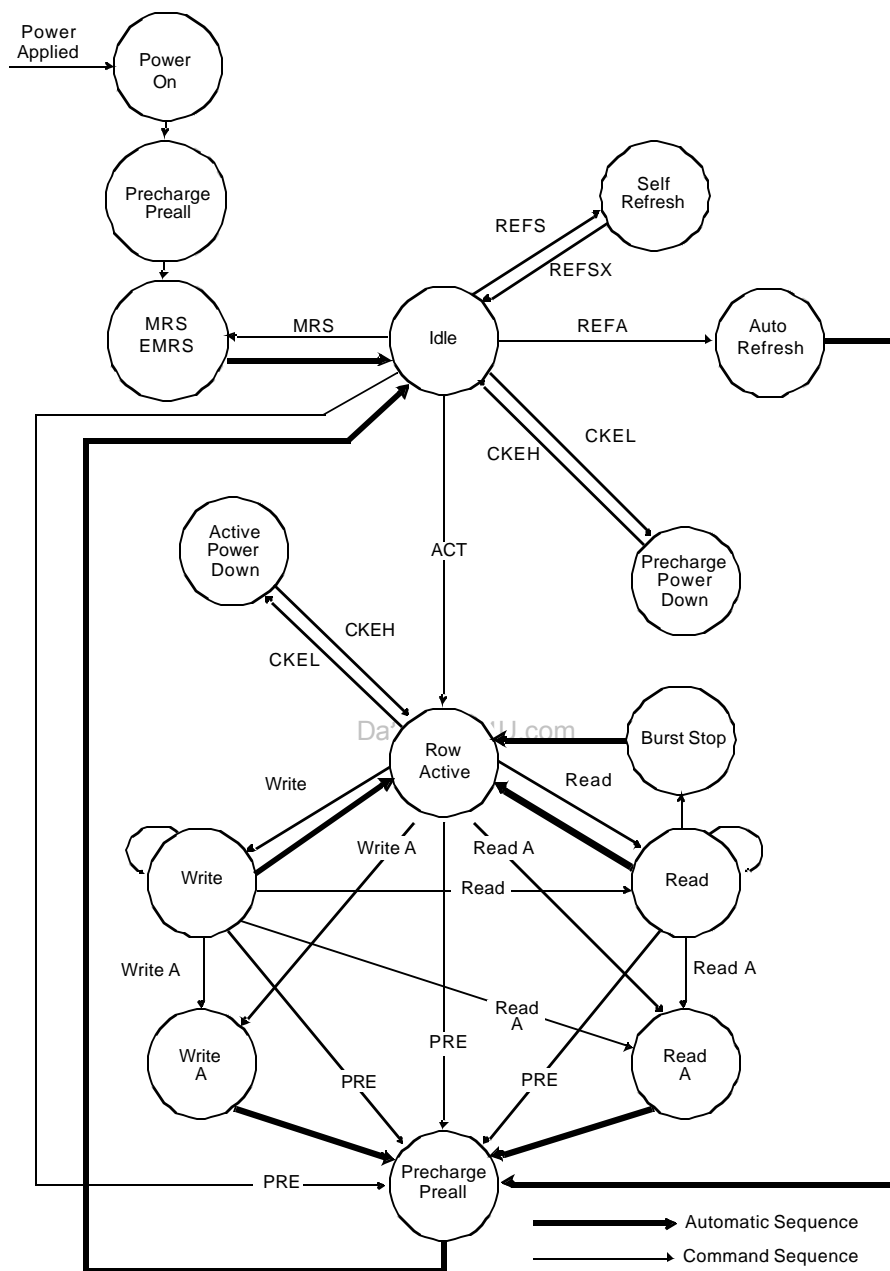 Power
Applied
Power
On
Precharge
Preall
Self
Refresh
REFS
REFSX
MRS
EMRS
MRS
Idle
REFA
Auto
Refresh
CKEL
CKEH
Active
Power
Down
ACT
Precharge
Power
Down
CKEH
CKEL
Row
Active
Burst Stop
Write
Read
Write A
Read A
Write
Read
Read
Write A
Read A
Read
A
Write
A
PRE
Read
A
PRE
PRE
Precharge
Preall
PRE
Automatic Sequence
Command Sequence